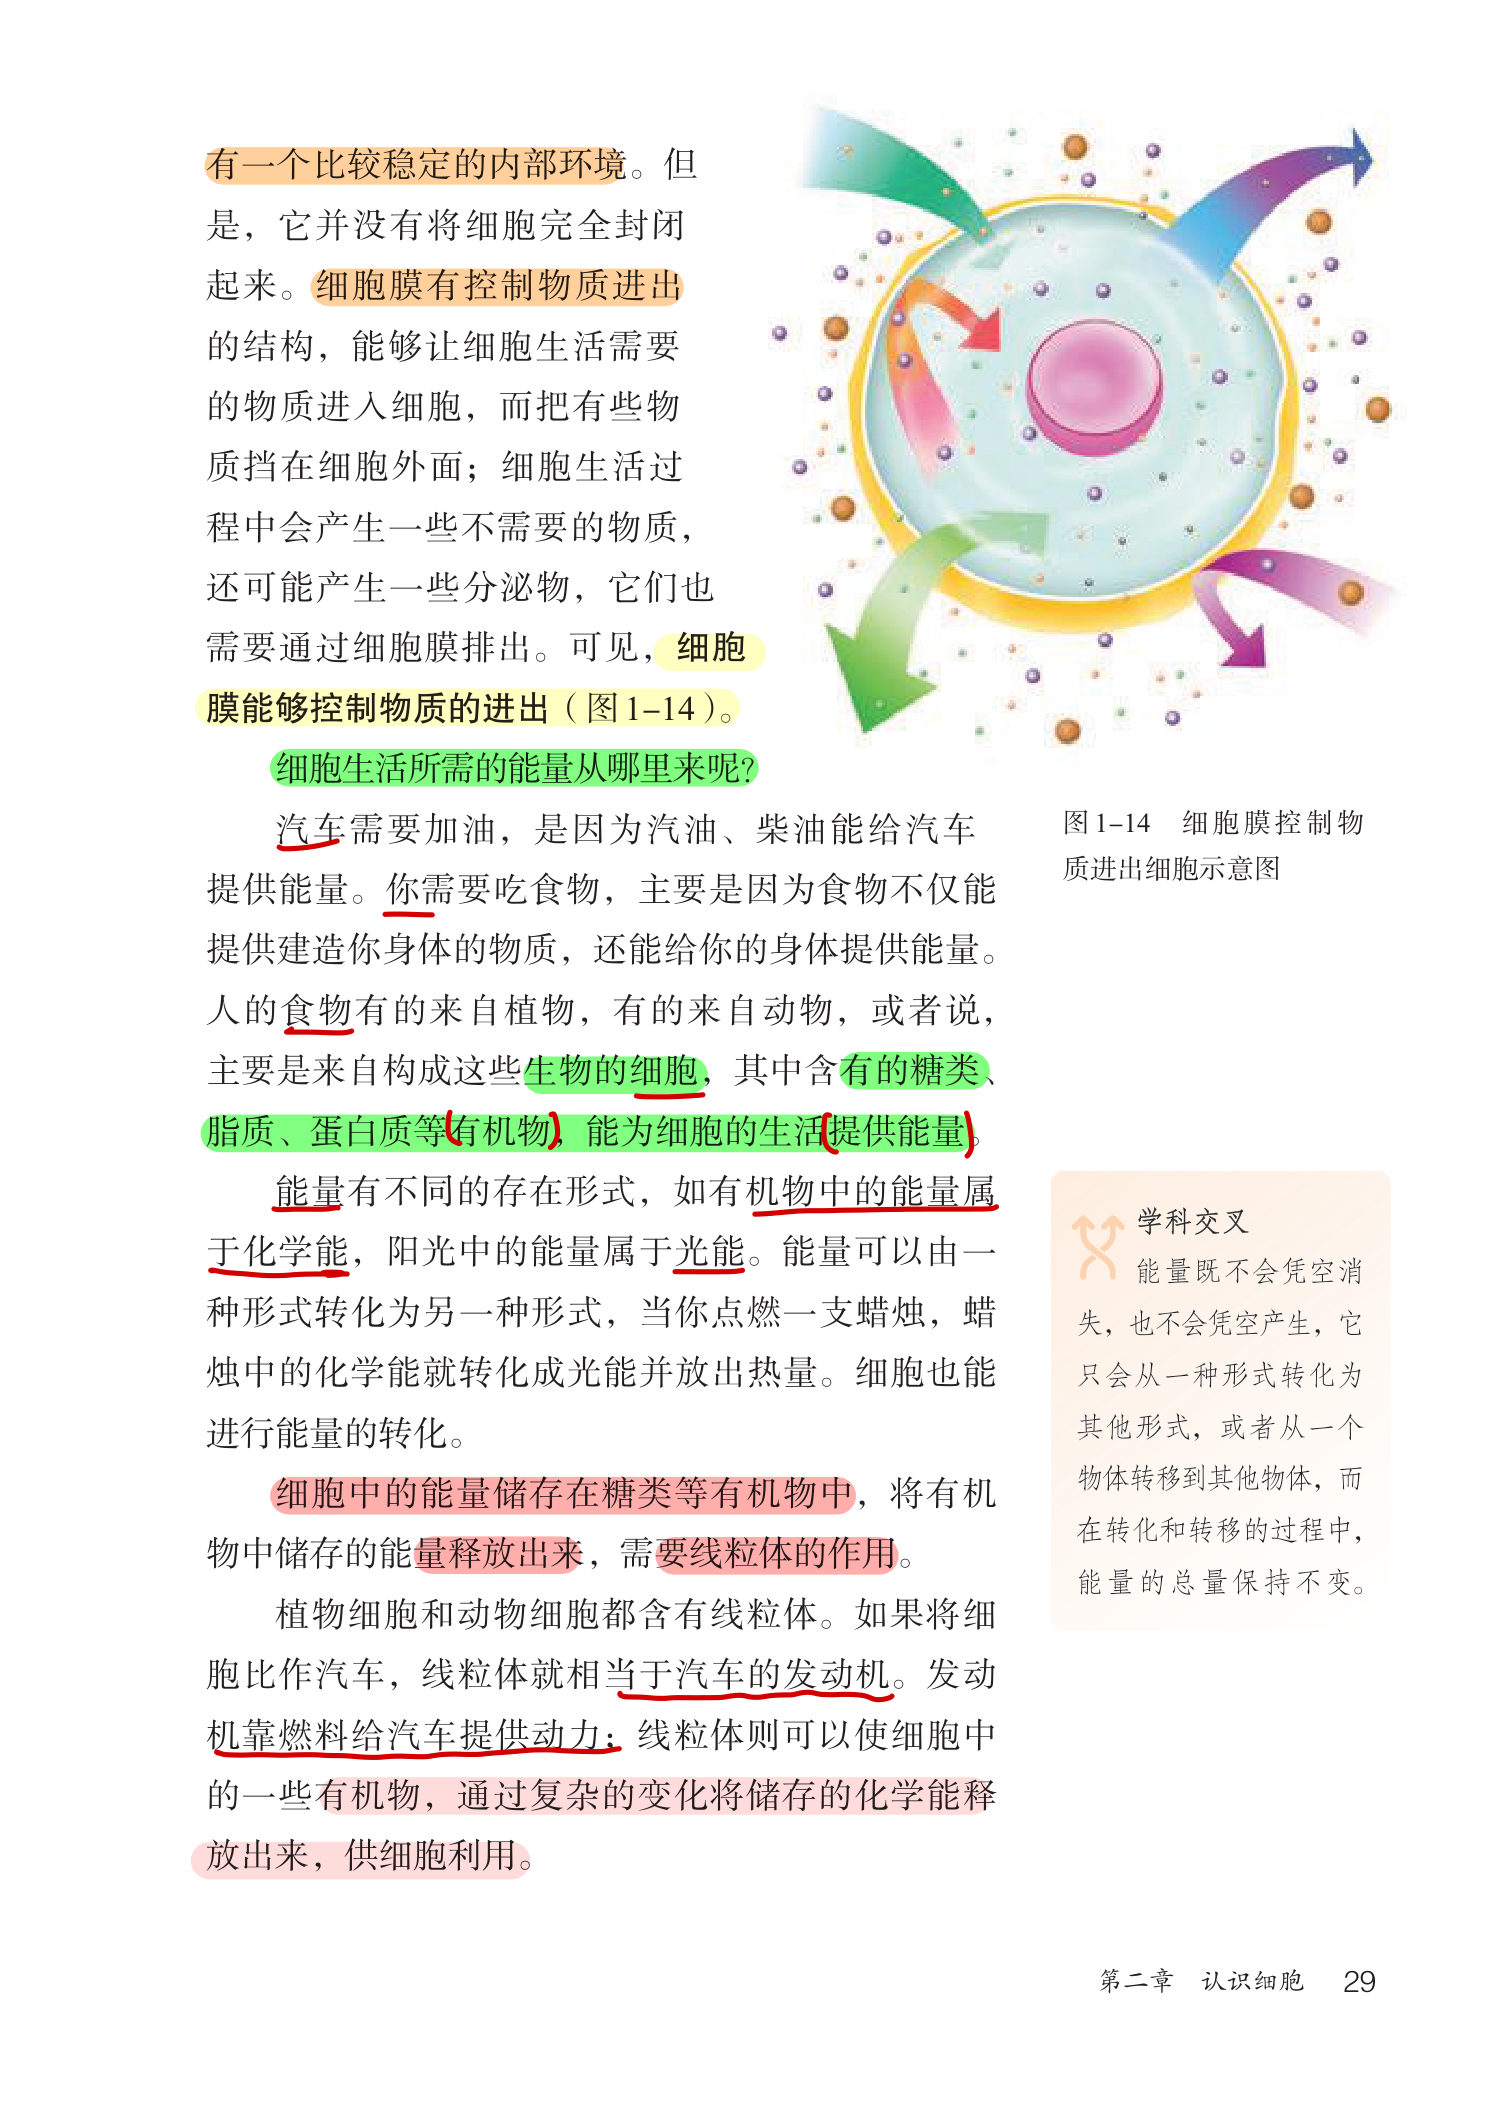 有一个比较稳定的内部环境。但
是，它并没有将细胞完全封闭
起来。细胞膜有控制物质进出
的结构，能够让细胞生活需要
的物质进入细胞，而把有些物
质挡在细胞外面；细胞生活过
程中会产生一些不需要的物质，
还可能产生一些分泌物，它们也
需要通过细胞膜排出。可见，细胞
膜能够控制物质的进出（图1-14）。
细胞生活所需的能量从哪里来呢？
汽车需要加油，是因为汽油、柴油能给汽车
提供能量。你需要吃食物，主要是因为食物不仅能
提供建造你身体的物质，还能给你的身体提供能量。
人的食物有的来自植物，有的来自动物，或者说，
主要是来自构成这些生物的细胞，其中含有的糖类、
脂质、蛋白质等有机物，能为细胞的生活提供能量。
能量有不同的存在形式，如有机物中的能量属
于化学能，阳光中的能量属于光能。能量可以由一
种形式转化为另一种形式，当你点燃一支蜡烛，蜡
烛中的化学能就转化成光能并放出热量。细胞也能
进行能量的转化。
细胞中的能量储存在糖类等有机物中，将有机
物中储存的能量释放出来，需要线粒体的作用。
植物细胞和动物细胞都含有线粒体。如果将细
胞比作汽车，线粒体就相当于汽车的发动机。发动
机靠燃料给汽车提供动力；线粒体则可以使细胞中
的一些有机物，通过复杂的变化将储存的化学能释
放出来，供细胞利用。
图1-14 细胞膜控制物
质进出细胞示意图
学科交叉
能量既不会凭空消
失，也不会凭空产生，它
只会从一种形式转化为
其他形式，或者从一个
物体转移到其他物体，而
在转化和转移的过程中，
能量的总量保持不变。
第二章 认识细胞 29